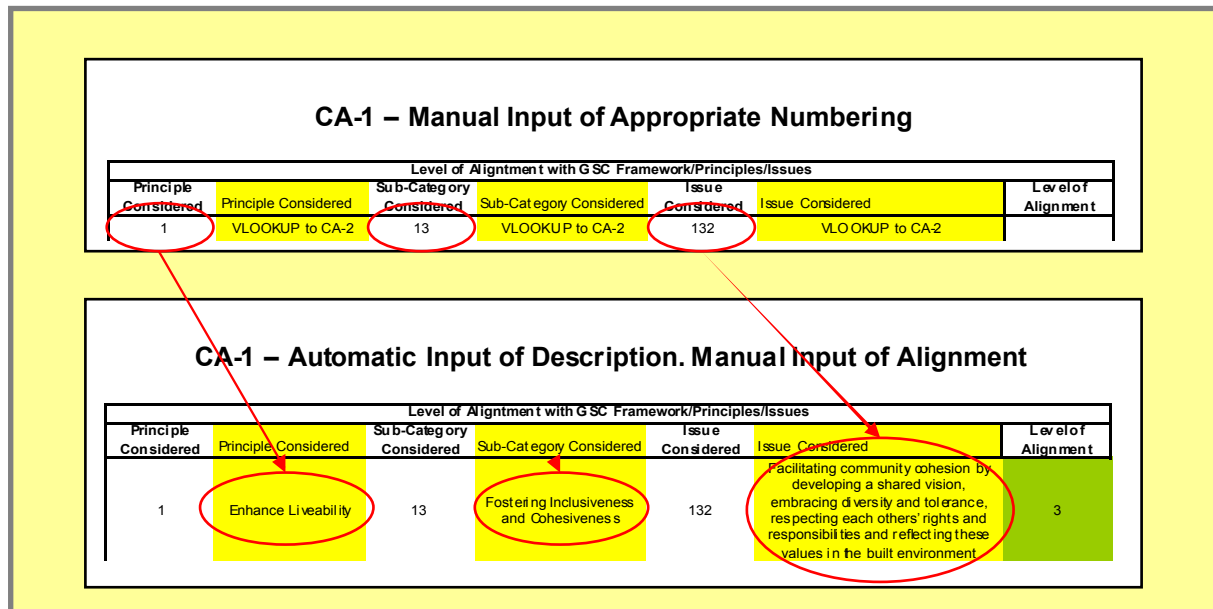 CA-1 – Manual Input of Appropriate Numbering
Level of Aligntment with GSC Framework/Principles/Issues
Principle Considered Principle Considered Sub-Category Considered Sub-Category Considered Issue Considered Issue Considered Level of Alignment
1 VLOOKUP to CA-2 13 VLOOKUP to CA-2 132 VLOOKUP to CA-2
CA-1 – Automatic Input of Description. Manual Input of Alignment
Level of Aligntment with GSC Framework/Principles/Issues
Principle Considered Principle Considered Sub-Category Considered Sub-Category Considered Issue Considered Issue Considered Level of Alignment
1 Enhance Liveability 13 Fostering Inclusiveness and Cohesiveness 132 Facilitating community cohesion by developing a shared vision, embracing diversity and tolerance, respecting each others' rights and responsibilities and reflecting these values in the built environment 3